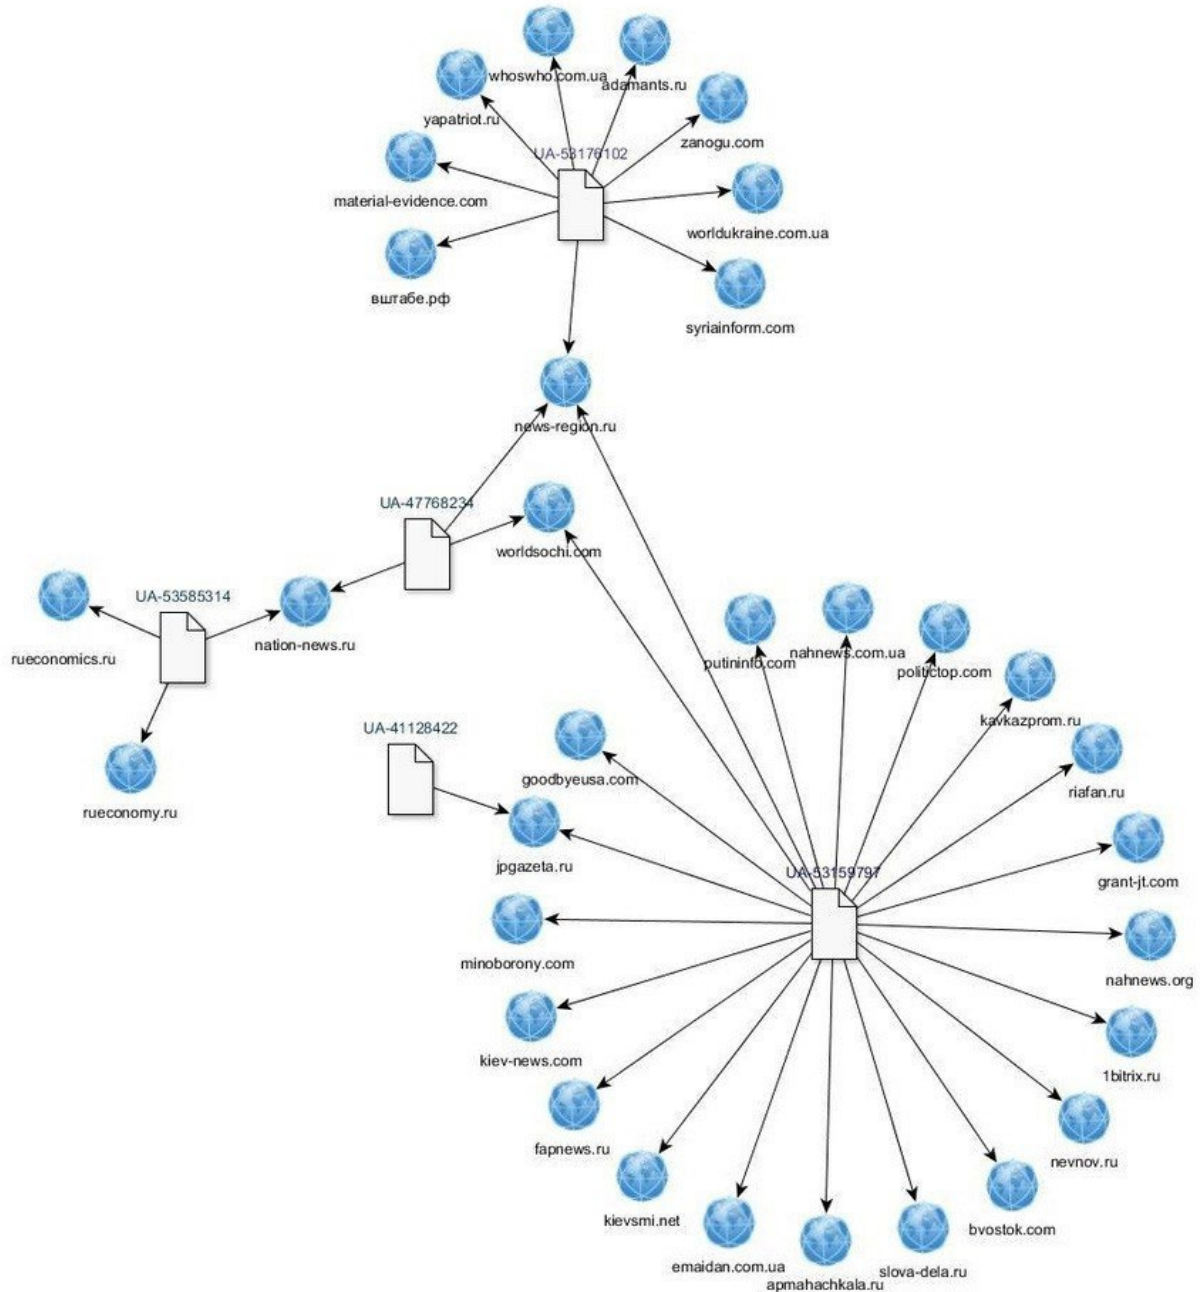 whoswho.com.ua
adamants.ru
yapatriot.ru
zanogu.com
UA-53176102
material-evidence.com
worldukraine.com.ua
вштабе.рф
syriainform.com
news-region.ru
UA-47768234
worldsochi.com
UA-53585314
rueconomics.ru
nation-news.ru
nahnews.com.ua
putininfo.com
politictop.com
kavkazprom.ru
UA-41128422
goodbyeusa.com
riafan.ru
rueconomy.ru
jpgazeta.ru
UA-53159797
grant-jt.com
minoborony.com
nahnews.org
kiev-news.com
1bitrix.ru
fapnews.ru
nevnov.ru
kievsmi.net
bvostok.com
emaidan.com.ua
slova-dela.ru
apmahachkala.ru